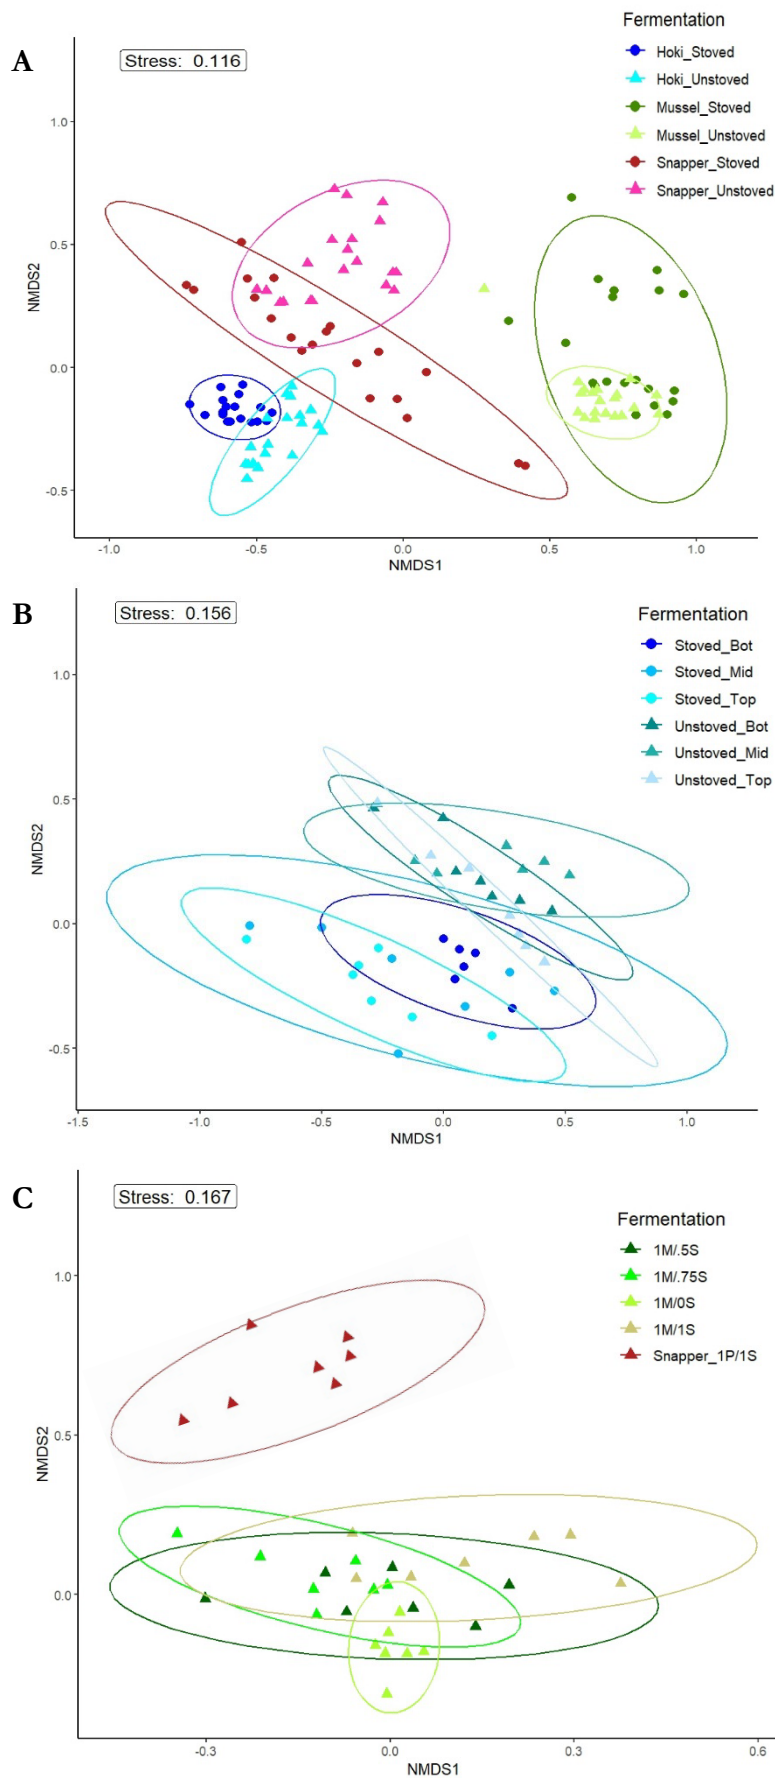 Fermentation
A
Stress: 0.116
Hoki_Stoved
Hoki_Unstoved
Mussel_Stoved
Mussel_Unstoved
Snapper_Stoved
Snapper_Unstoved
1.0
0.5
0.0
-0.5
NMDS2
-1.0
-0.5
0.0
0.5
1.0
NMDS1
B
Stress: 0.156
Fermentation
Stoved_Bot
Stoved_Mid
Stoved_Top
Unstoved_Bot
Unstoved_Mid
Unstoved_Top
1.0
0.5
0.0
-0.5
NMDS2
-1.5
-1.0
-0.5
0.0
0.5
1.0
NMDS1
C
Stress: 0.167
Fermentation
1M/.5S
1M/.75S
1M/0S
1M/1S
Snapper_1P/1S
1.0
0.5
0.0
NMDS2
-0.3
0.0
0.3
0.6
NMDS1